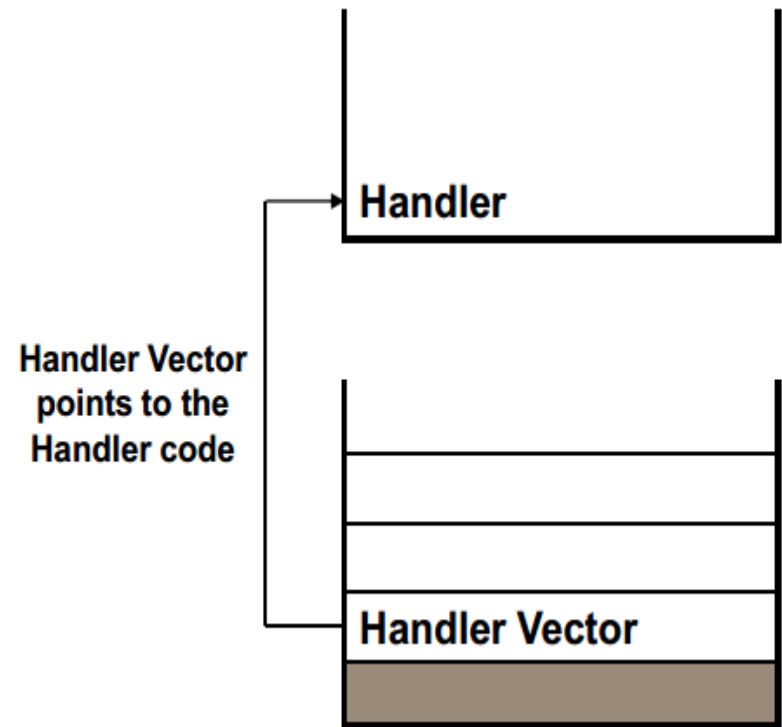 Handler
Handler Vector
points to the
Handler code
Handler Vector